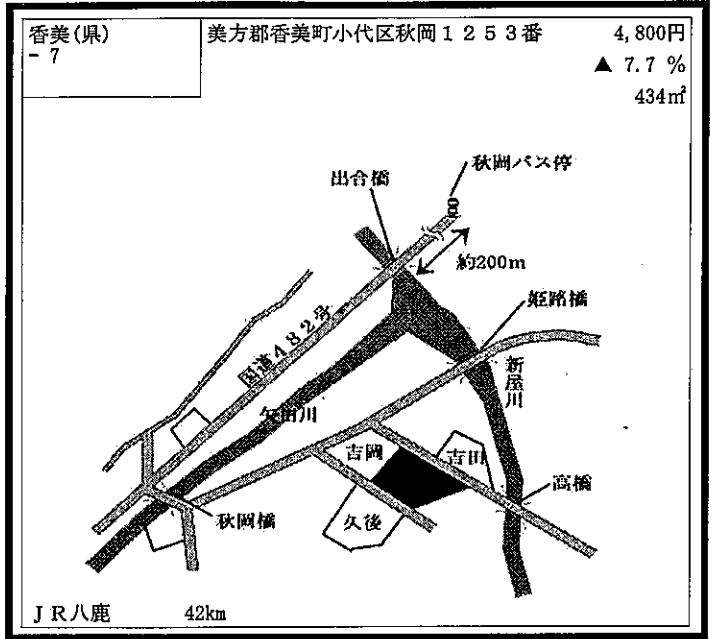 香美(県)
- 7
美方郡香美町小代区秋岡１２５３番
4,800円
▲ 7.7 %
434㎡
秋岡バス停
出合橋
約200m
姫路橋
国道４８２号
新屋川
矢田川
吉岡
吉田
高橋
久後
秋岡橋
ＪＲ八鹿
42km